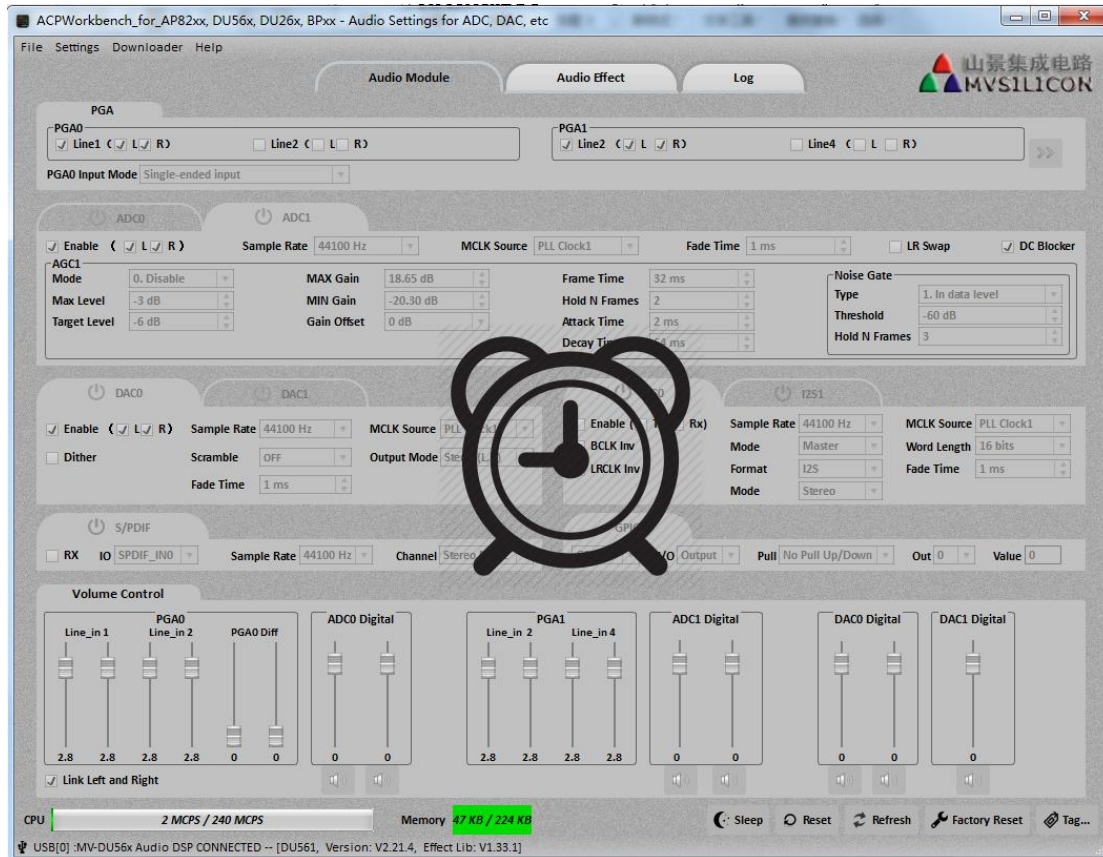 ACPWorkbench_for_AP82xx, DU56x, DU26x, BPxx - Audio Settings for ADC, DAC, etc
File Settings Downloader Help
Audio Module Audio Effect Log
山景集成电路
MVSILICON
PGA
PGA0 PGA1
Line1 ( L R) Line2 ( L R) Line2 ( L R) Line4 ( L R)
>>
PGA0 Input Mode Single-ended input
ADC0 ADC1
Enable ( L R ) Sample Rate 44100 Hz MCLK Source PLL Clock1 Fade Time 1 ms LR Swap DC Blocker
AGC1 Noise Gate
Mode 0. Disable MAX Gain 18.65 dB Frame Time 32 ms Type 1. In data level
Max Level -3 dB MIN Gain -20.30 dB Hold N Frames 2 Threshold -60 dB
Target Level -6 dB Gain Offset 0 dB Attack Time 2 ms Hold N Frames 3
Decay ms
DAC0 DAC1 I2S1
Enable ( L R) Sample Rate 44100 Hz MCLK Source PLL Enable ( Rx) Sample Rate 44100 Hz MCLK Source PLL Clock1
Dither Scramble OFF Output Mode BCLK Inv Mode Master Word Length 16 bits
LRCLK Inv Format I2S Fade Time 1 ms
Fade Time 1 ms Mode Stereo
S/PDIF
RX IO SPDIF_IN0 Sample Rate 44100 Hz Channel Stereo Output Pull No Pull Up/Down Out 0 Value 0
Volume Control
PGA0 ADC0 Digital PGA1 ADC1 Digital DAC0 Digital DAC1 Digital
Line_in 1 Line_in 2 PGA0 Diff Line_in 2 Line_in 4
2.8 2.8 2.8 2.8 0 0 0 0 2.8 2.8 2.8 2.8 0 0 0 0 0
Link Left and Right
CPU 2 MCPS / 240 MCPS Memory 47 KB / 224 KB Sleep Reset Refresh Factory Reset Tag...
USB[0] :MV-DU56x Audio DSP CONNECTED -- [DU561, Version: V2.21.4, Effect Lib: V1.33.1]